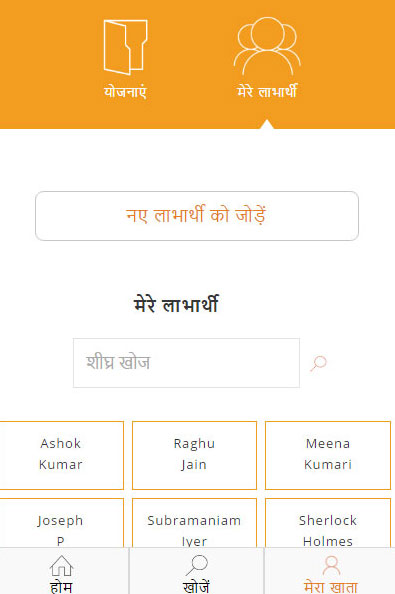 योजनाएं
मेरे लाभार्थी
नए लाभार्थी को जोड़ें
मेरे लाभार्थी
शीघ्र खोज
Ashok
Kumar
Raghu
Jain
Meena
Kumari
Joseph
P
Subramaniam
Iyer
Sherlock
Holmes
होम
खोजें
मेरा खाता